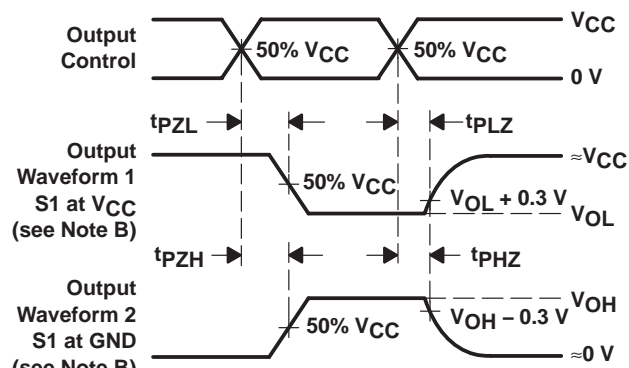 Output
Control
50% VCC
50% VCC
VCC
0 V
tPZL
tPLZ
Output
Waveform 1
S1 at VCC
(see Note B)
50% VCC
≈VCC
VOL + 0.3 V
VOL
tPZH
tPHZ
Output
Waveform 2
S1 at GND
(see Note B)
50% VCC
VOH
VOH – 0.3 V
≈0 V